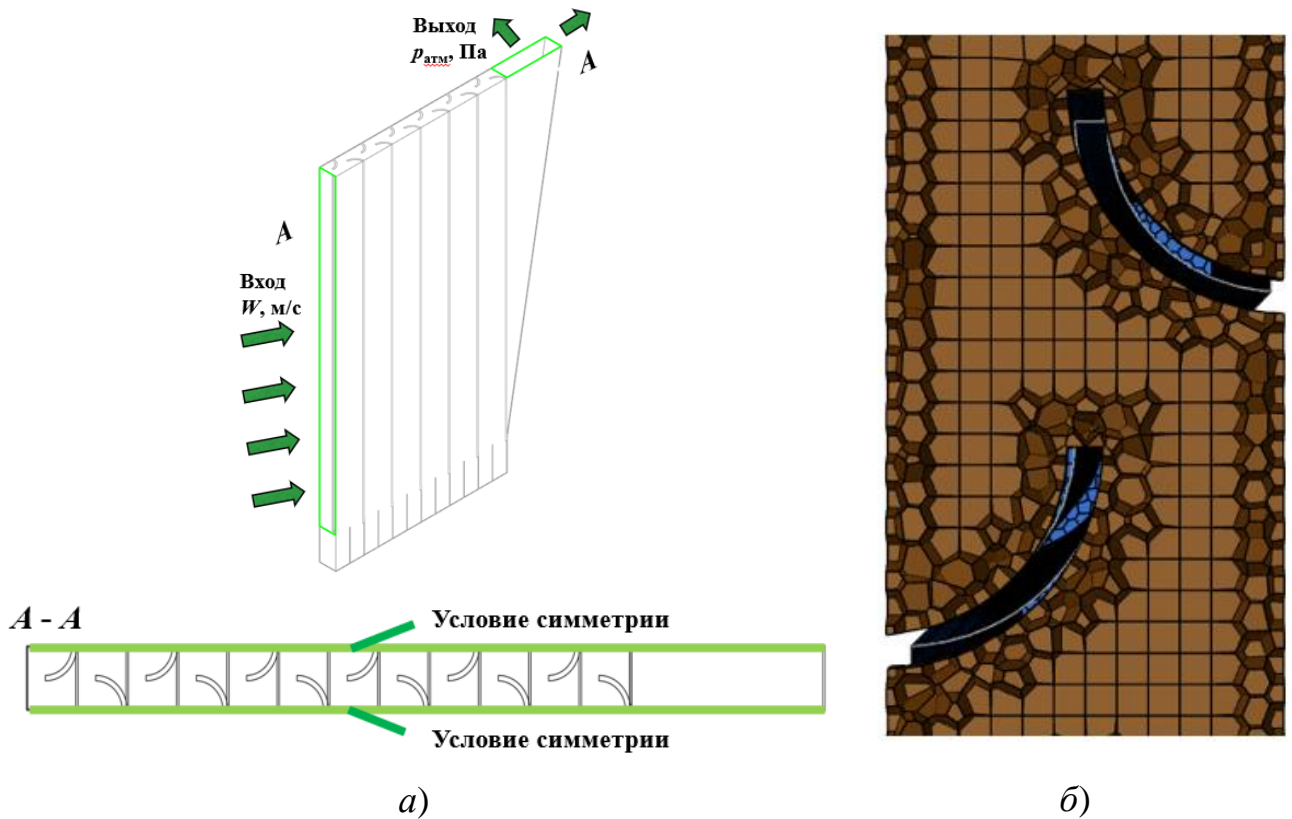 Выход
pатм, Па
A
A
Вход
W, м/с
A - A
Условие симметрии
Условие симметрии
а)
б)